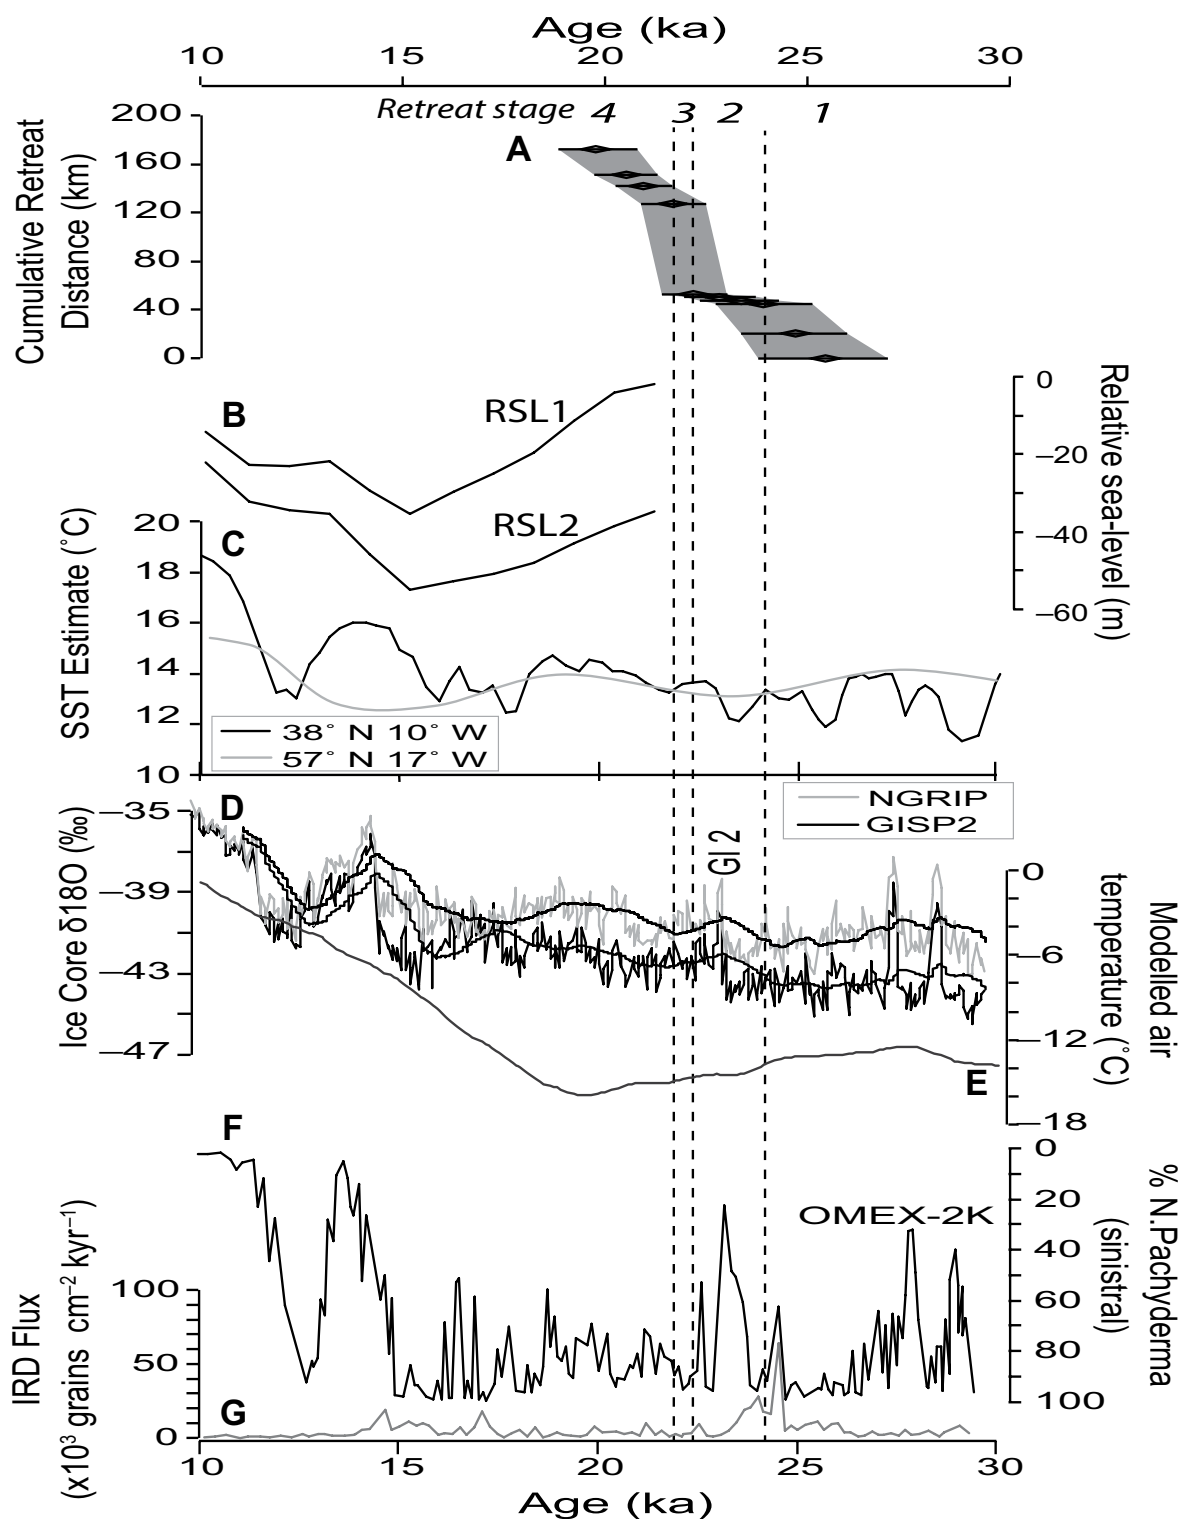 Age (ka)
10 15 20 25 30
Retreat stage 4 3 2 1
A
Cumulative Retreat
Distance (km)
200
160
120
80
40
0
B
RSL1
RSL2
Relative sea-level (m)
0
−20
−40
−60
C
SST Estimate (˚C)
20
18
16
14
12
10
38° N 10° W
57° N 17° W
NGRIP
GISP2
D
GI 2
Ice Core δ18O (‰)
−35
−39
−43
−47
E
Modelled air
temperature (˚C)
0
−6
−12
−18
F
OMEX-2K
% N.Pachyderma
(sinistral)
0
20
40
60
80
100
G
IRD Flux
(x10³ grains cm⁻² kyr⁻¹)
100
50
0
10 15 20 25 30
Age (ka)